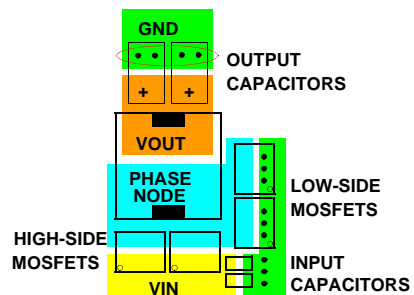 GND
OUTPUT
CAPACITORS
+ +
VOUT
PHASE
NODE
LOW-SIDE
MOSFETS
HIGH-SIDE
MOSFETS
INPUT
CAPACITORS
VIN